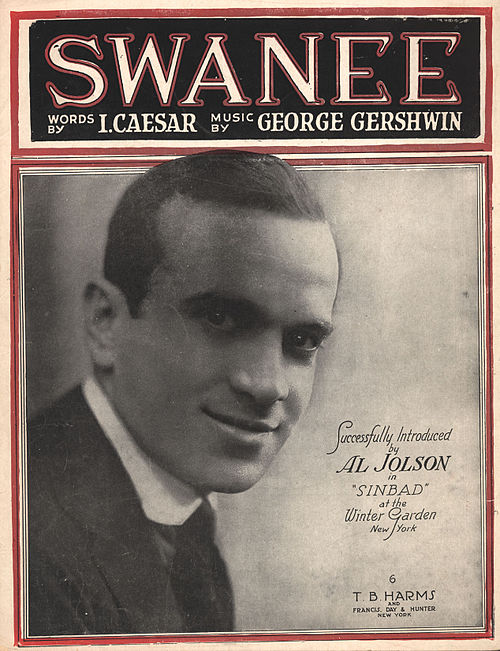 SWANEE
WORDS BY I. CAESAR MUSIC BY GEORGE GERSHWIN
Successfully Introduced
by
AL JOLSON
in
"SINBAD"
at the
Winter Garden
New York
6
T. B. HARMS
AND
FRANCIS, DAY & HUNTER
NEW YORK